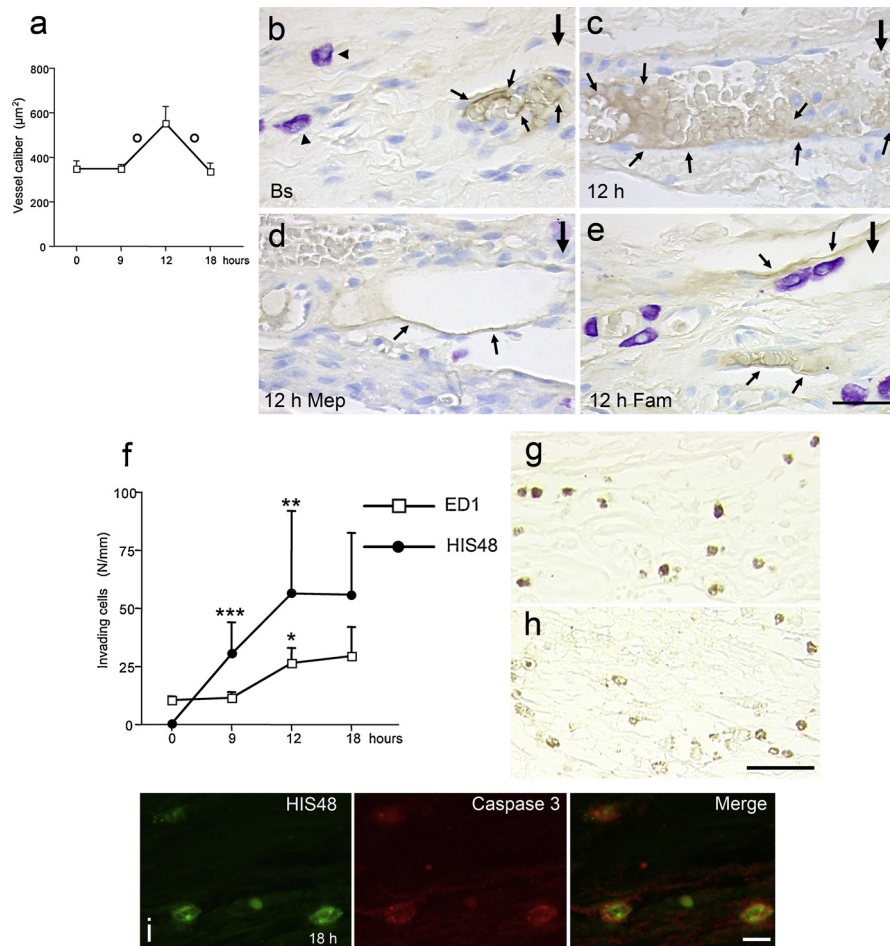 a
800
600
400
200
0
Vessel caliber (µm²)
0 9 12 18 hours
b
Bs
c
12 h
d
12 h Mep
e
12 h Fam
f
100
75
50
25
0
Invading cells (N/mm)
***
**
*
0 9 12 18 hours
ED1
HIS48
g
h
HIS48
Caspase 3
Merge
i
18 h